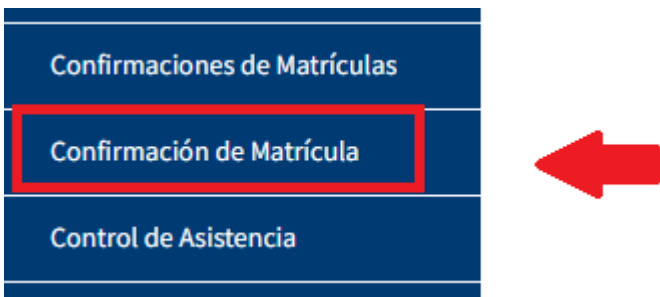 Confirmaciones de Matrículas
Confirmación de Matrícula
Control de Asistencia